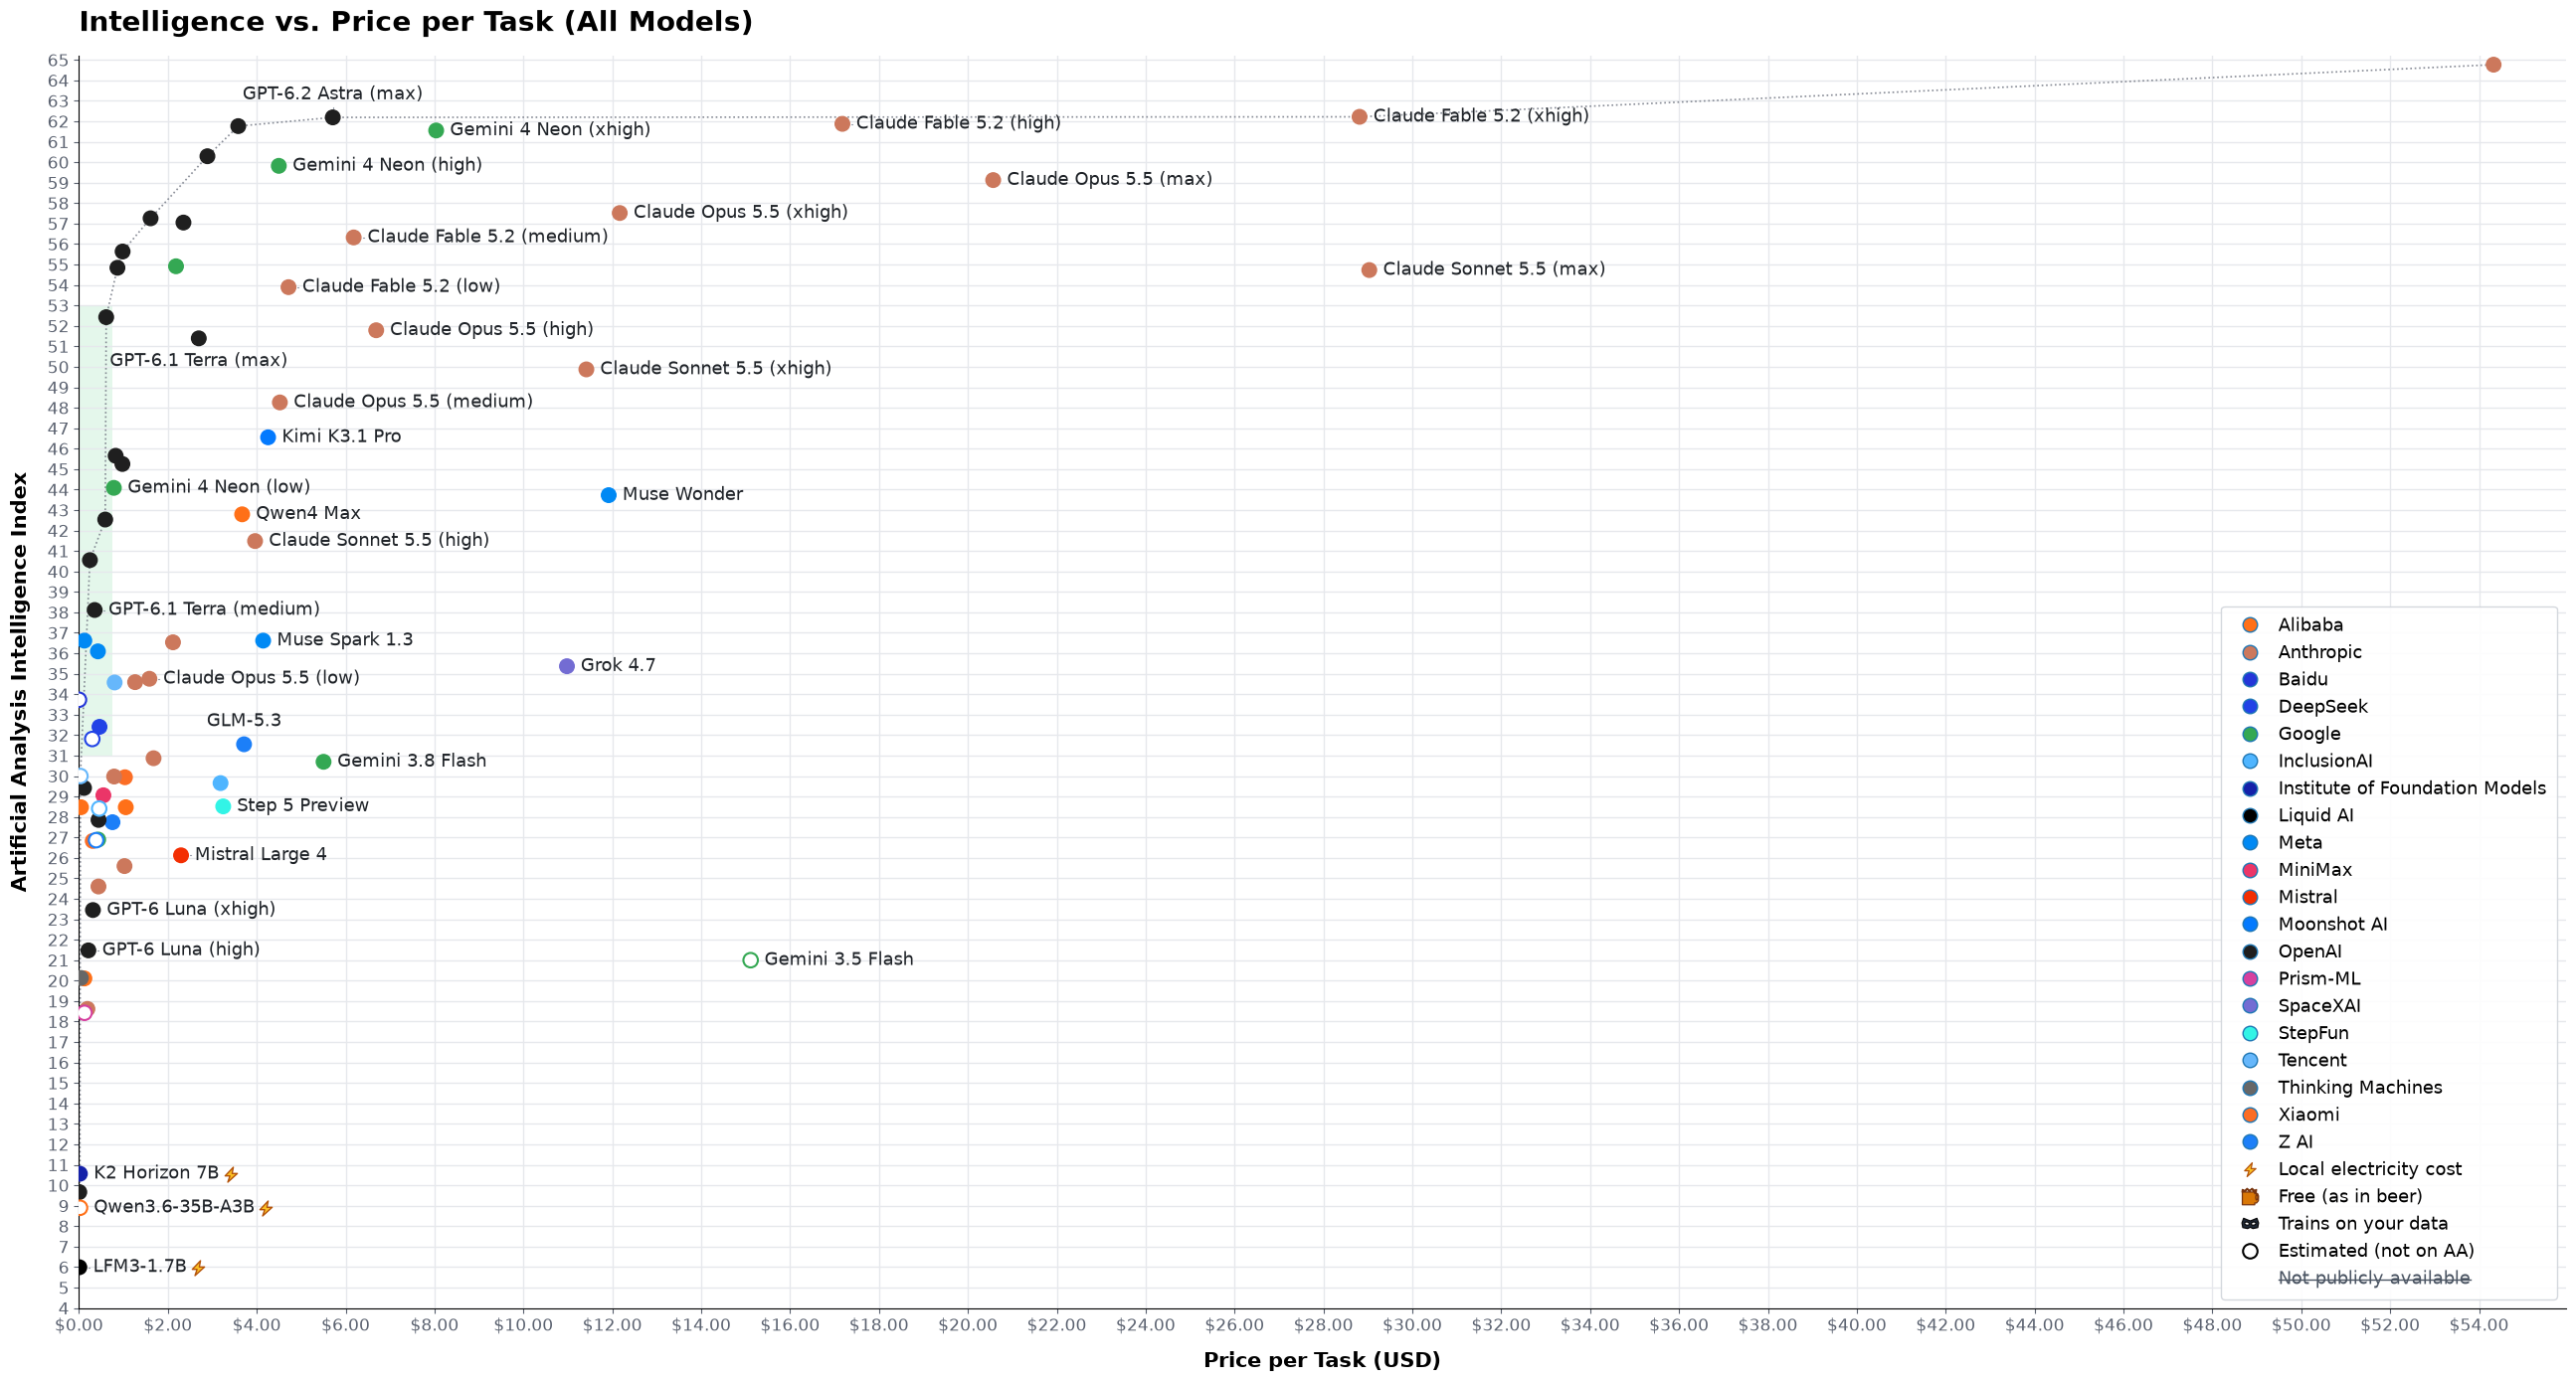 Intelligence vs. Price per Task (All Models)
Artificial Analysis Intelligence Index
65
64
63
62
61
60
59
58
57
56
55
54
53
52
51
50
49
48
47
46
45
44
43
42
41
40
39
38
37
36
35
34
33
32
31
30
29
28
27
26
25
24
23
22
21
20
19
18
17
16
15
14
13
12
11
10
9
8
7
6
5
4
GPT-6.2 Astra (max)
Claude Fable 5.2 (xhigh)
Claude Fable 5.2 (high)
Gemini 4 Neon (xhigh)
Gemini 4 Neon (high)
Claude Opus 5.5 (max)
Claude Opus 5.5 (xhigh)
Claude Fable 5.2 (medium)
Claude Sonnet 5.5 (max)
Claude Fable 5.2 (low)
Claude Opus 5.5 (high)
GPT-6.1 Terra (max)
Claude Sonnet 5.5 (xhigh)
Claude Opus 5.5 (medium)
Kimi K3.1 Pro
Gemini 4 Neon (low)
Muse Wonder
Qwen4 Max
Claude Sonnet 5.5 (high)
GPT-6.1 Terra (medium)
Muse Spark 1.3
Grok 4.7
Claude Opus 5.5 (low)
GLM-5.3
Gemini 3.8 Flash
Step 5 Preview
Mistral Large 4
GPT-6 Luna (xhigh)
GPT-6 Luna (high)
Gemini 3.5 Flash
K2 Horizon 7B
Qwen3.6-35B-A3B
LFM3-1.7B
Alibaba
Anthropic
Baidu
DeepSeek
Google
InclusionAI
Institute of Foundation Models
Liquid AI
Meta
MiniMax
Mistral
Moonshot AI
OpenAI
Prism-ML
SpaceXAI
StepFun
Tencent
Thinking Machines
Xiaomi
Z AI
Local electricity cost
Free (as in beer)
Trains on your data
Estimated (not on AA)
Not publicly available
$0.00 $2.00 $4.00 $6.00 $8.00 $10.00 $12.00 $14.00 $16.00 $18.00 $20.00 $22.00 $24.00 $26.00 $28.00 $30.00 $32.00 $34.00 $36.00 $38.00 $40.00 $42.00 $44.00 $46.00 $48.00 $50.00 $52.00 $54.00
Price per Task (USD)